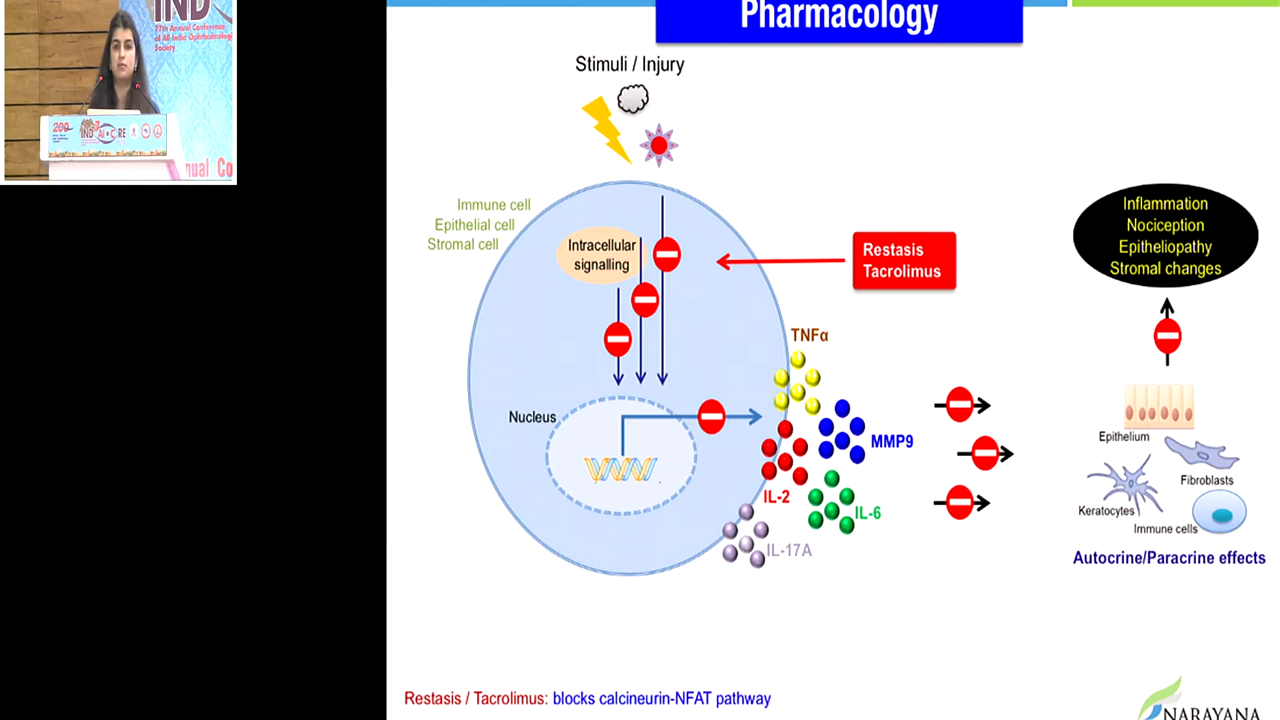 IND
77th Annual Conference
of All India Ophthalmological
Society
IND
nual Co
Pharmacology
Stimuli / Injury
Immune cell
Epithelial cell
Stromal cell
Intracellular
signalling
Restasis
Tacrolimus
Inflammation
Nociception
Epitheliopathy
Stromal changes
TNFα
Nucleus
MMP9
IL-2
IL-6
IL-17A
Epithelium
Fibroblasts
Keratocytes
Immune cells
Autocrine/Paracrine effects
Restasis / Tacrolimus: blocks calcineurin-NFAT pathway
NARAYANA